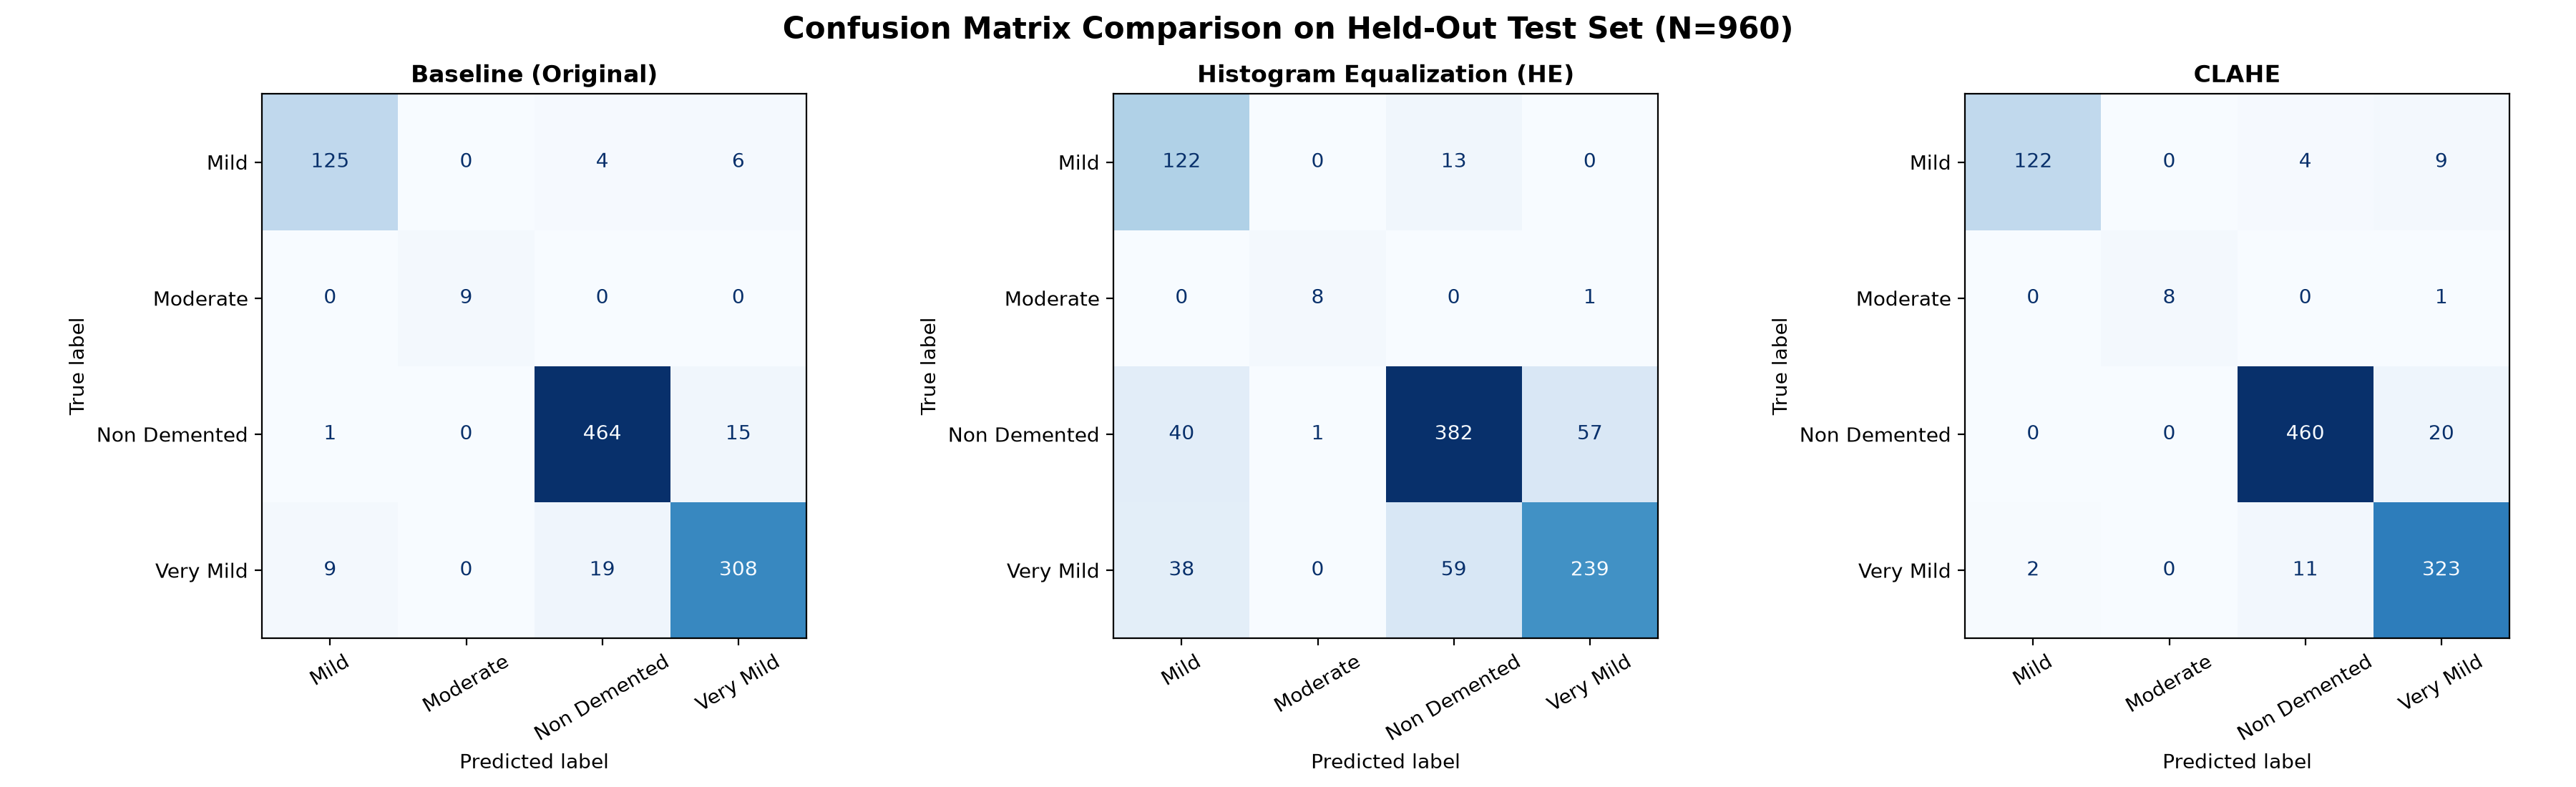 Confusion Matrix Comparison on Held-Out Test Set (N=960)
Baseline (Original)
True label
Mild 125 0 4 6
Moderate 0 9 0 0
Non Demented 1 0 464 15
Very Mild 9 0 19 308
Mild Moderate Non Demented Very Mild
Predicted label
Histogram Equalization (HE)
True label
Mild 122 0 13 0
Moderate 0 8 0 1
Non Demented 40 1 382 57
Very Mild 38 0 59 239
Mild Moderate Non Demented Very Mild
Predicted label
CLAHE
True label
Mild 122 0 4 9
Moderate 0 8 0 1
Non Demented 0 0 460 20
Very Mild 2 0 11 323
Mild Moderate Non Demented Very Mild
Predicted label